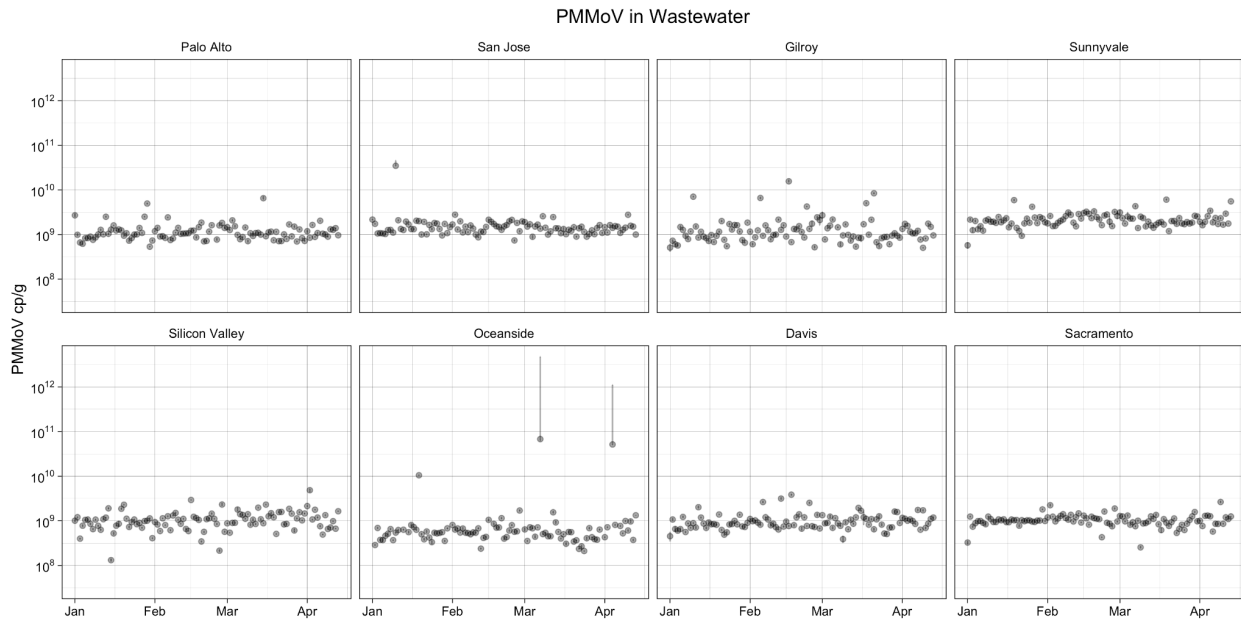 PMMoV in Wastewater
Palo Alto San Jose Gilroy Sunnyvale
10¹²
10¹¹
10¹⁰
10⁹
10⁸
PMMoV cp/g
Silicon Valley Oceanside Davis Sacramento
10¹²
10¹¹
10¹⁰
10⁹
10⁸
Jan Feb Mar Apr Jan Feb Mar Apr Jan Feb Mar Apr Jan Feb Mar Apr